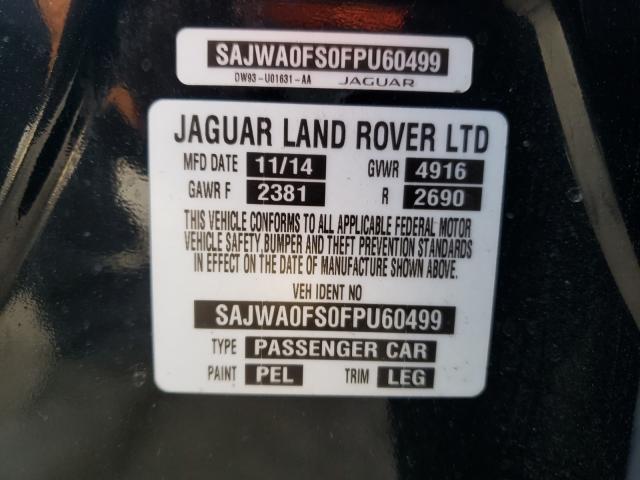 SAJWA0FS0FPU60499
DW93-U01631-AA JAGUAR
JAGUAR LAND ROVER LTD
MFD DATE 11/14 GVWR 4916
GAWR F 2381 R 2690
THIS VEHICLE CONFORMS TO ALL APPLICABLE FEDERAL MOTOR
VEHICLE SAFETY,BUMPER AND THEFT PREVENTION STANDARDS
IN EFFECT ON THE DATE OF MANUFACTURE SHOWN ABOVE.
VEH IDENT NO
SAJWA0FS0FPU60499
TYPE PASSENGER CAR
PAINT PEL TRIM LEG